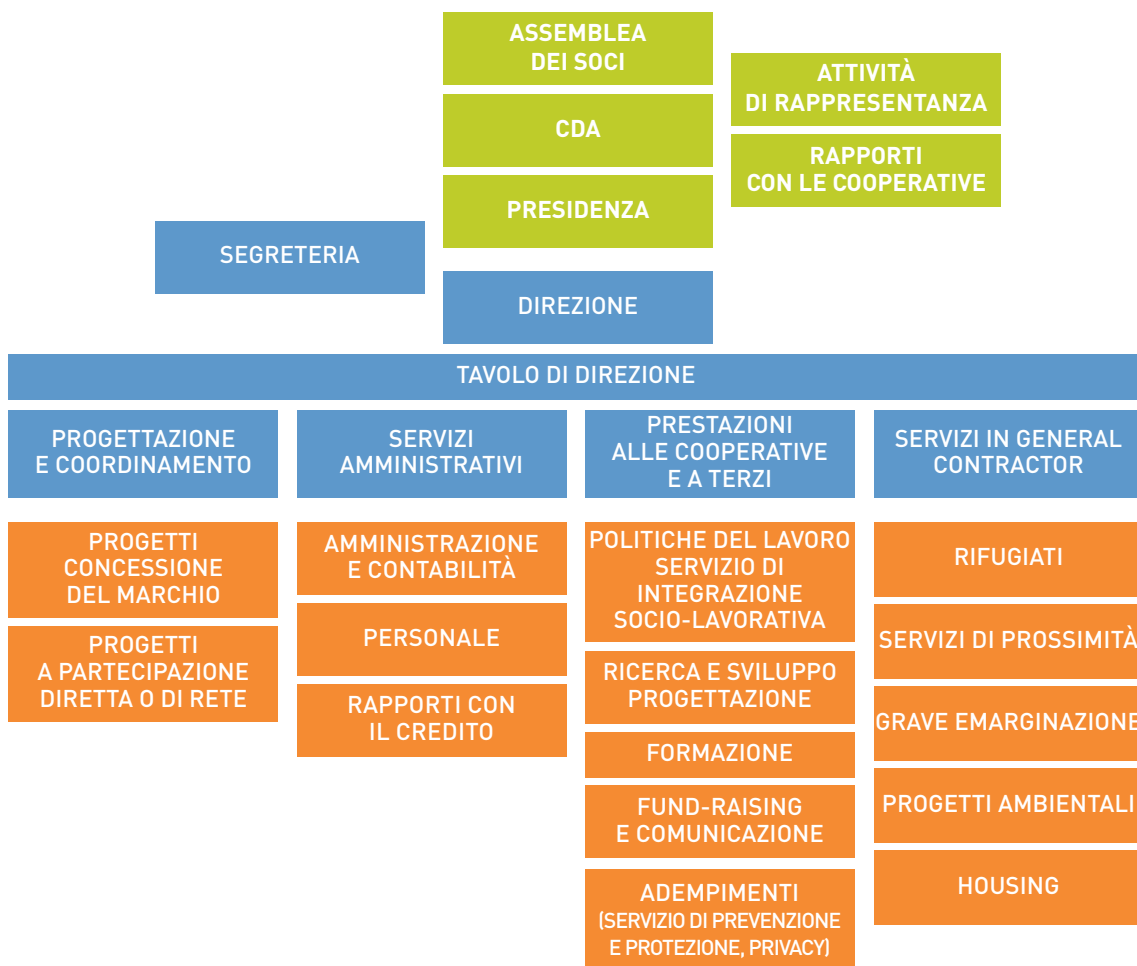 ASSEMBLEA
DEI SOCI
ATTIVITÀ
DI RAPPRESENTANZA
CDA
RAPPORTI
CON LE COOPERATIVE
PRESIDENZA
SEGRETERIA
DIREZIONE
TAVOLO DI DIREZIONE
PROGETTAZIONE
E COORDINAMENTO
SERVIZI
AMMINISTRATIVI
PRESTAZIONI
ALLE COOPERATIVE
E A TERZI
SERVIZI IN GENERAL
CONTRACTOR
PROGETTI
CONCESSIONE
DEL MARCHIO
PROGETTI
A PARTECIPAZIONE
DIRETTA O DI RETE
AMMINISTRAZIONE
E CONTABILITÀ
PERSONALE
RAPPORTI CON
IL CREDITO
POLITICHE DEL LAVORO
SERVIZIO DI
INTEGRAZIONE
SOCIO-LAVORATIVA
RICERCA E SVILUPPO
PROGETTAZIONE
FORMAZIONE
FUND-RAISING
E COMUNICAZIONE
ADEMPIMENTI
(SERVIZIO DI PREVENZIONE
E PROTEZIONE, PRIVACY)
RIFUGIATI
SERVIZI DI PROSSIMITÀ
GRAVE EMARGINAZIONE
PROGETTI AMBIENTALI
HOUSING